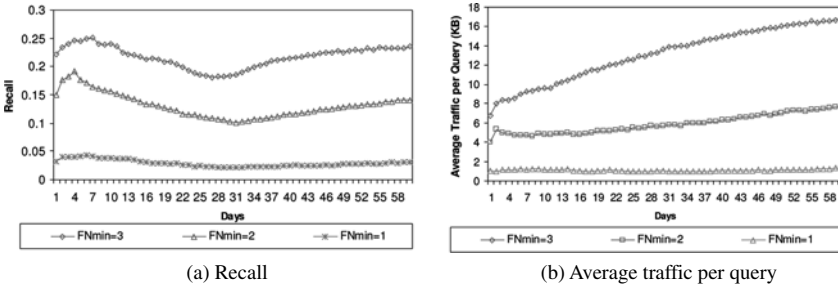 0.3
0.25
0.2
0.15
0.1
0.05
0
Recall
1 4 7 10 13 16 19 22 25 28 31 34 37 40 43 46 49 52 55 58
Days
FNmin=3 FNmin=2 FNmin=1
(a) Recall
18
16
14
12
10
8
6
4
2
0
Average Traffic per Query (KB)
1 4 7 10 13 16 19 22 25 28 31 34 37 40 43 46 49 52 55 58
Days
FNmin=3 FNmin=2 FNmin=1
(b) Average traffic per query